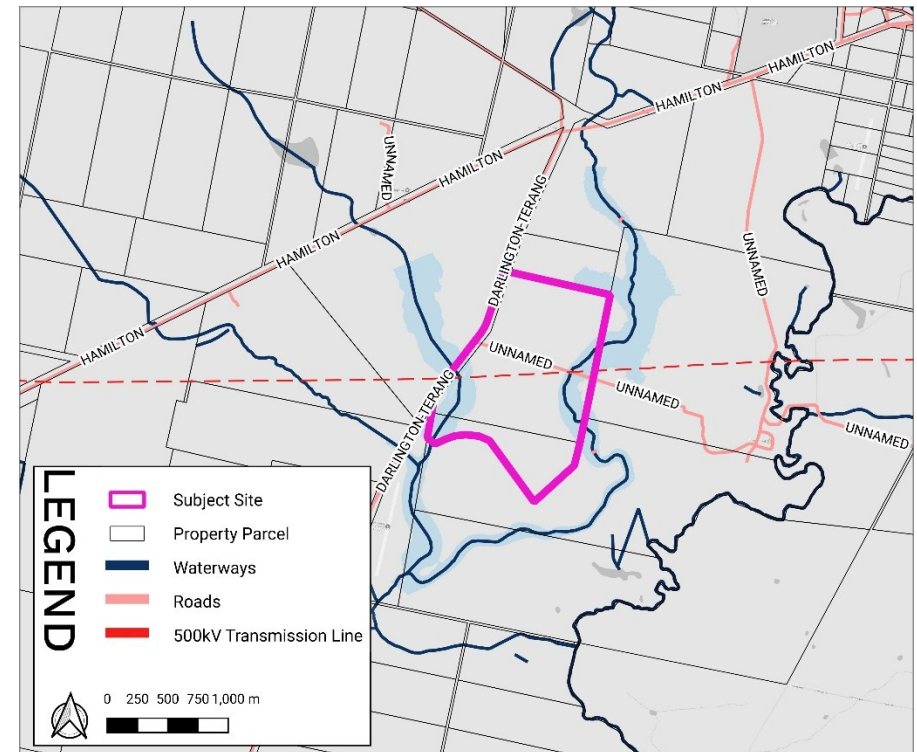 HAMILTON
HAMILTON
UNNAMED
HAMILTON
DARLINGTON-TERANG
HAMILTON
UNNAMED
HAMILTON
UNNAMED
UNNAMED
DARLINGTON-TERANG
UNNAMED
LEGEND
Subject Site
Property Parcel
Waterways
Roads
500kV Transmission Line
0 250 500 750 1,000 m